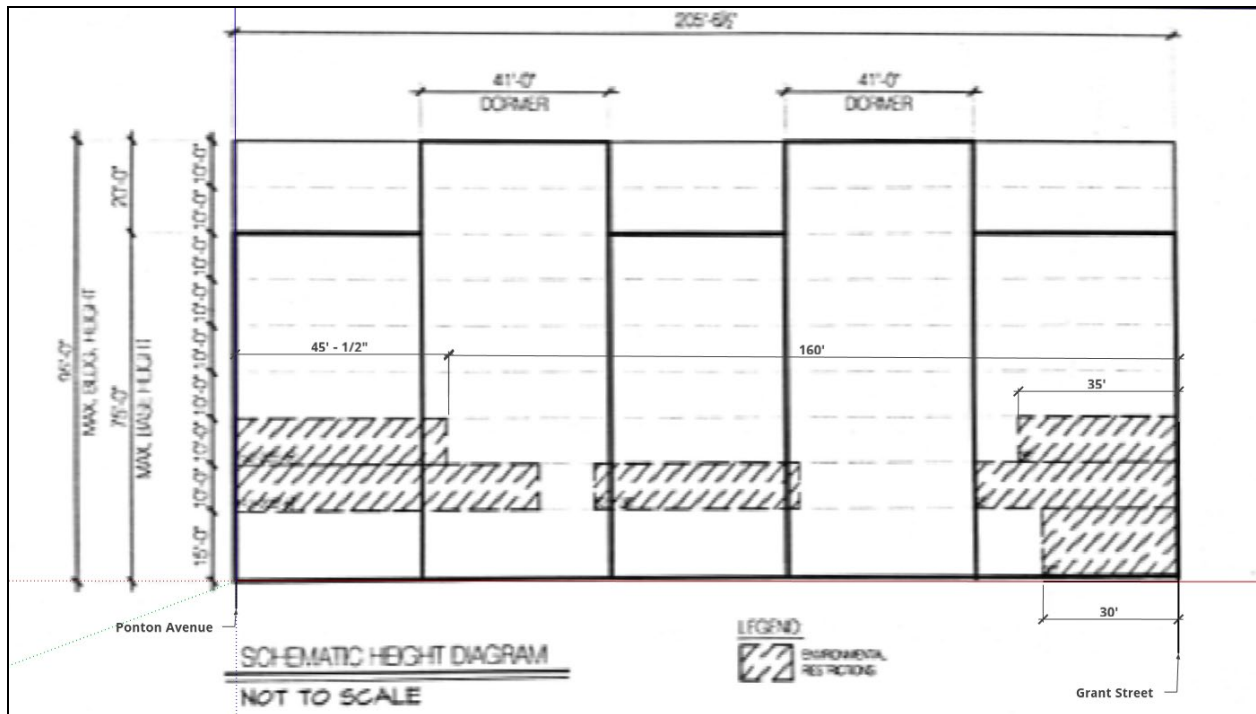 205'-6½"
41'-0"
DORMER
41'-0"
DORMER
10'-0"
10'-0"
20'-0"
10'-0"
10'-0"
10'-0"
10'-0"
10'-0"
10'-0"
15'-0"
MAX. BLDG. HEIGHT
75'-0"
MAX. BASE HEIGHT
45' - 1/2"
160'
35'
30'
Ponton Avenue
Grant Street
SCHEMATIC HEIGHT DIAGRAM
NOT TO SCALE
LEGEND:
ENVIRONMENTAL
RESTRICTIONS